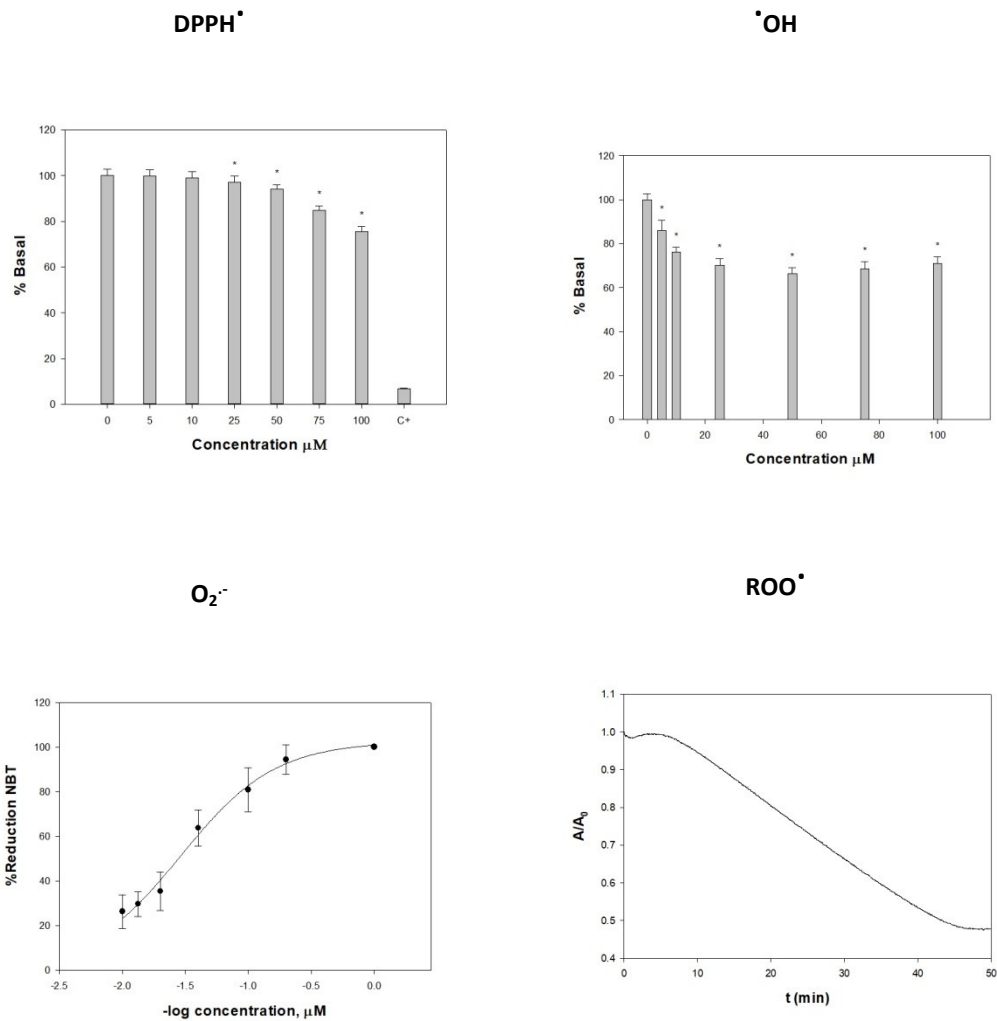 DPPH•
•OH
120
100
80
60
40
20
0
% Basal
*
*
*
*
0 5 10 25 50 75 100 C+
Concentration μM
120
100
80
60
40
20
0
% Basal
*
*
*
*
*
*
0 20 40 60 80 100
Concentration μM
O₂·⁻
ROO•
120
100
80
60
40
20
0
%Reduction NBT
-2.5 -2.0 -1.5 -1.0 -0.5 0.0
-log concentration, μM
1.1
1.0
0.9
0.8
0.7
0.6
0.5
0.4
A/A₀
0 10 20 30 40 50
t (min)